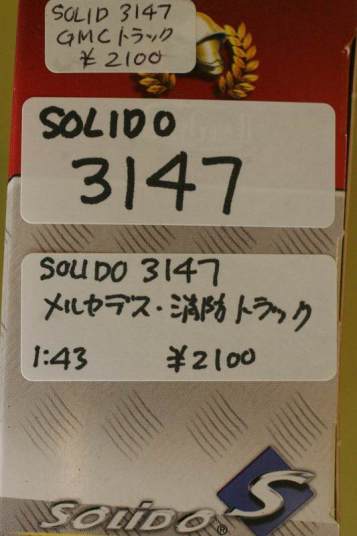 SOLID 3147
GMCトラック
¥2100
SOLIDO
3147
SOLIDO 3147
メルセデス・消防トラック
1:43 ¥2100
SOLIDO®
S